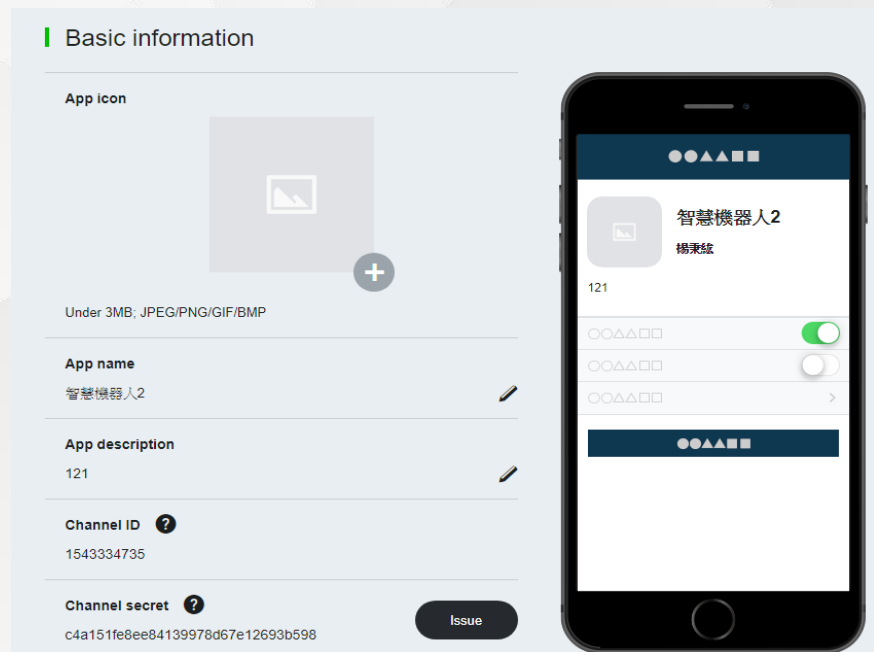 Basic information
App icon
Under 3MB; JPEG/PNG/GIF/BMP
App name
智慧機器人2
App description
121
Channel ID ?
1543334735
Channel secret ?
c4a151fe8ee84139978d67e12693b598
Issue
智慧機器人2
楊秉紘
121